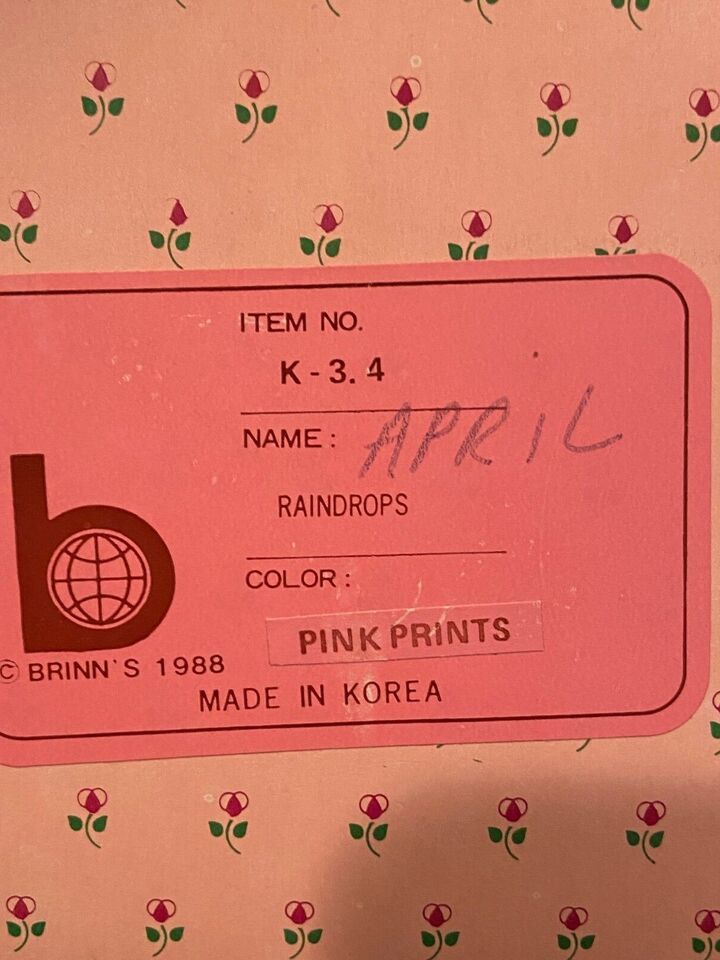 ITEM NO.
K-3.4
NAME: APRIL
RAINDROPS
COLOR:
PINK PRINTS
b
© BRINN'S 1988
MADE IN KOREA